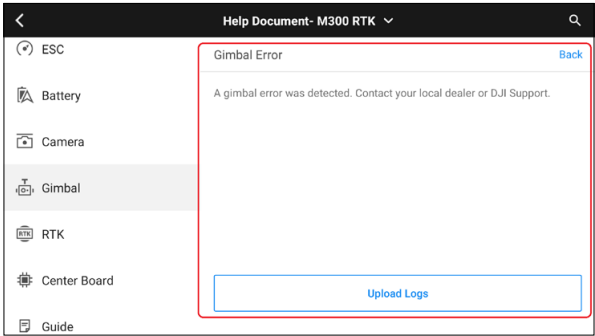 Help Document- M300 RTK
ESC
Gimbal Error
Back
Battery
A gimbal error was detected. Contact your local dealer or DJI Support.
Camera
Gimbal
RTK
RTK
Center Board
Upload Logs
Guide